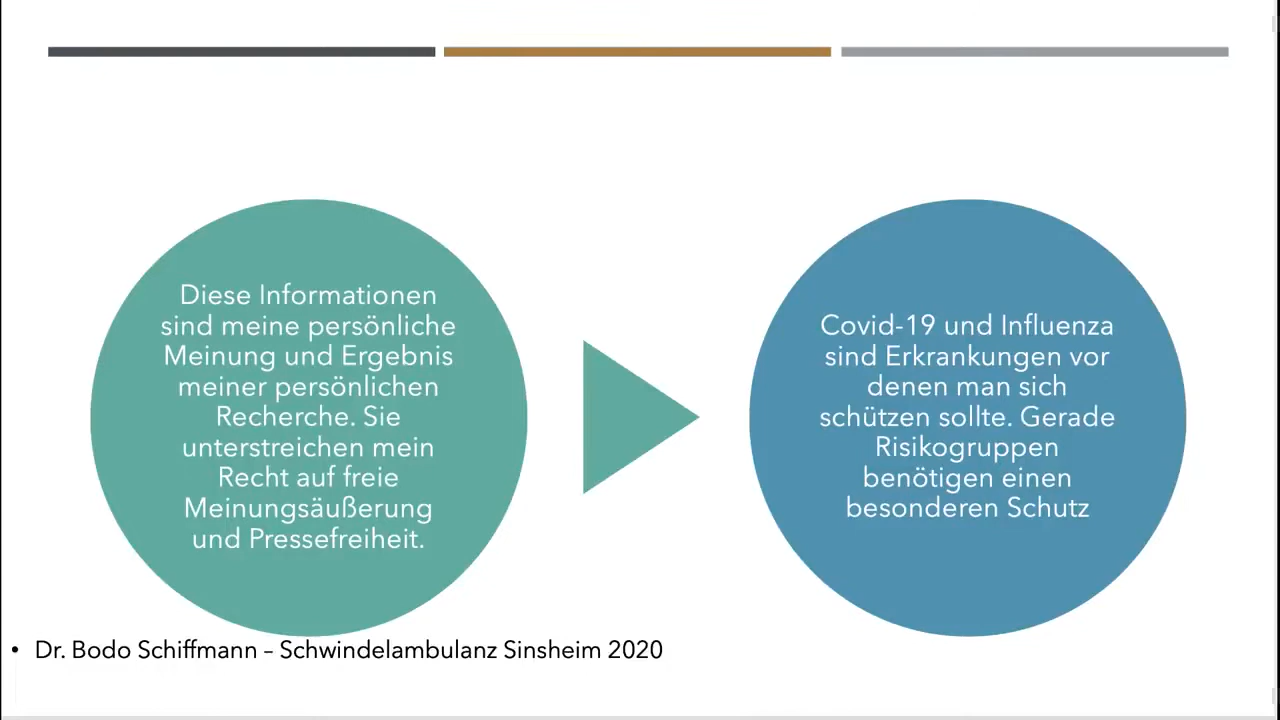 Diese Informationen
sind meine persönliche
Meinung und Ergebnis
meiner persönlichen
Recherche. Sie
unterstreichen mein
Recht auf freie
Meinungsäußerung
und Pressefreiheit.
Covid-19 und Influenza
sind Erkrankungen vor
denen man sich
schützen sollte. Gerade
Risikogruppen
benötigen einen
besonderen Schutz
• Dr. Bodo Schiffmann – Schwindelambulanz Sinsheim 2020